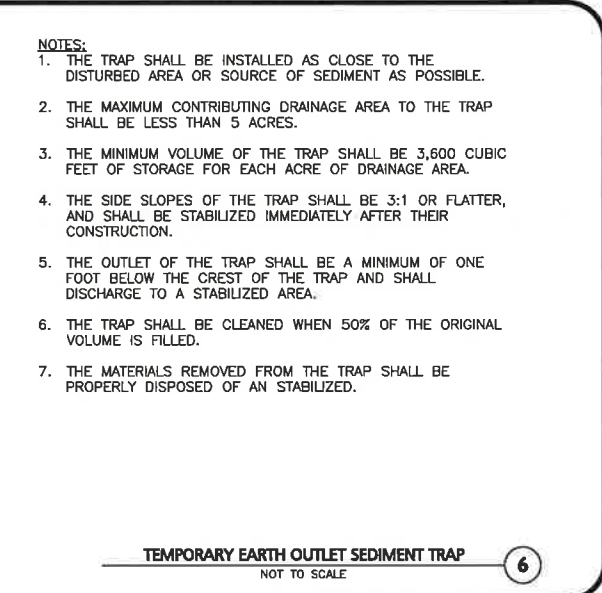 NOTES:
1. THE TRAP SHALL BE INSTALLED AS CLOSE TO THE
DISTURBED AREA OR SOURCE OF SEDIMENT AS POSSIBLE.
2. THE MAXIMUM CONTRIBUTING DRAINAGE AREA TO THE TRAP
SHALL BE LESS THAN 5 ACRES.
3. THE MINIMUM VOLUME OF THE TRAP SHALL BE 3,600 CUBIC
FEET OF STORAGE FOR EACH ACRE OF DRAINAGE AREA.
4. THE SIDE SLOPES OF THE TRAP SHALL BE 3:1 OR FLATTER,
AND SHALL BE STABILIZED IMMEDIATELY AFTER THEIR
CONSTRUCTION.
5. THE OUTLET OF THE TRAP SHALL BE A MINIMUM OF ONE
FOOT BELOW THE CREST OF THE TRAP AND SHALL
DISCHARGE TO A STABILIZED AREA.
6. THE TRAP SHALL BE CLEANED WHEN 50% OF THE ORIGINAL
VOLUME IS FILLED.
7. THE MATERIALS REMOVED FROM THE TRAP SHALL BE
PROPERLY DISPOSED OF AN STABILIZED.
TEMPORARY EARTH OUTLET SEDIMENT TRAP
NOT TO SCALE
6